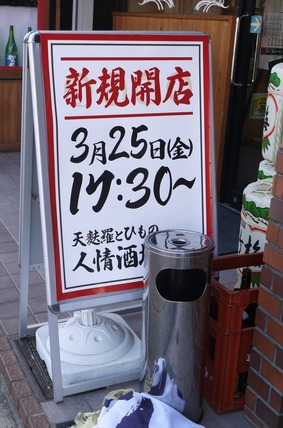 新規開店
3月25日(金)
17:30~
天麩羅とひもの
人情酒